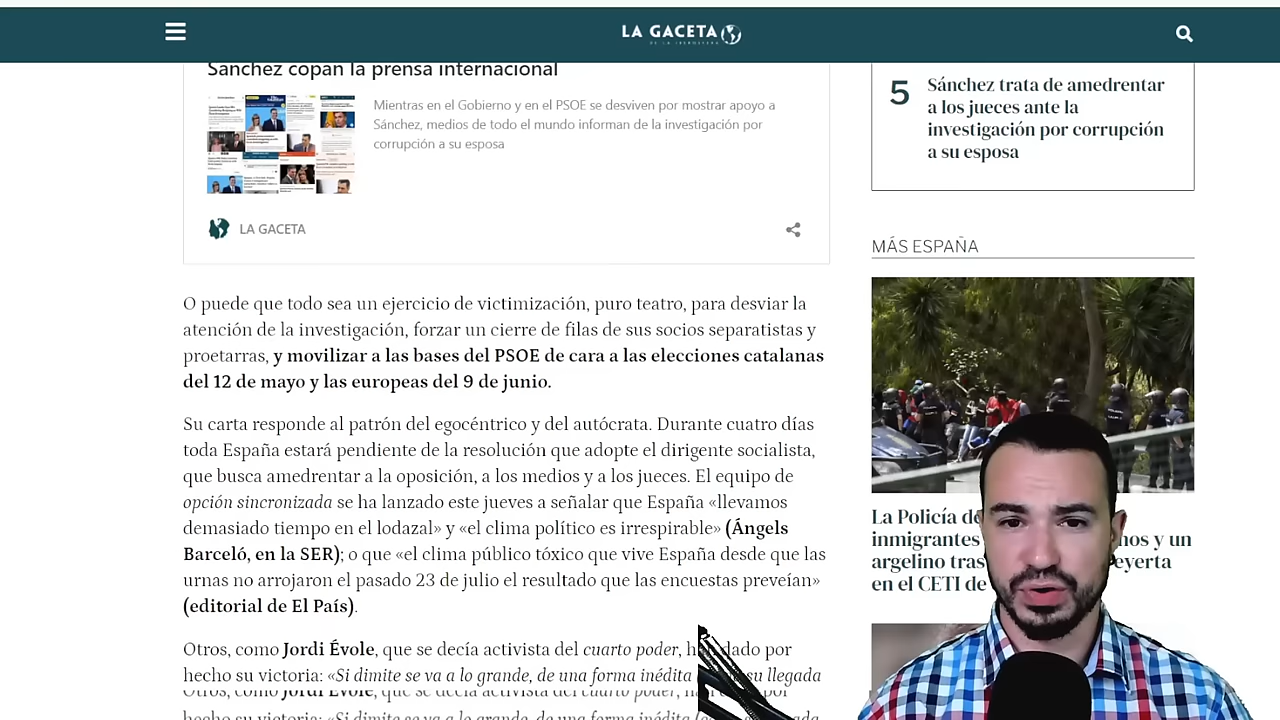 LA GACETA
DE LA IBEROSFERA
Sánchez copan la prensa internacional
Mientras en el Gobierno y en el PSOE se desviven por mostrar apoyo a
Sánchez, medios de todo el mundo informan de la investigación por
corrupción a su esposa
LA GACETA
O puede que todo sea un ejercicio de victimización, puro teatro, para desviar la
atención de la investigación, forzar un cierre de filas de sus socios separatistas y
proetarras, y movilizar a las bases del PSOE de cara a las elecciones catalanas
del 12 de mayo y las europeas del 9 de junio.
Su carta responde al patrón del egocéntrico y del autócrata. Durante cuatro días
toda España estará pendiente de la resolución que adopte el dirigente socialista,
que busca amedrentar a la oposición, a los medios y a los jueces. El equipo de
opción sincronizada se ha lanzado este jueves a señalar que España «llevamos
demasiado tiempo en el lodazal» y «el clima político es irrespirable» (Ángels
Barceló, en la SER); o que «el clima público tóxico que vive España desde que las
urnas no arrojaron el pasado 23 de julio el resultado que las encuestas preveían»
(editorial de El País).
Otros, como Jordi Évole, que se decía activista del cuarto poder, dado por
hecho su victoria: «Si dimite se va a lo grande, de una forma inédita su llegada
Otros, como Jordi Évole, que se decía activista del cuarto poder, por
hecho su victoria: «Si dimite se va a lo grande, de una forma inédita
5
Sánchez trata de amedrentar
a los jueces ante la
investigación por corrupción
a su esposa
MÁS ESPAÑA
La Policía
inmigrantes y un
argelino tras
en el CETI de